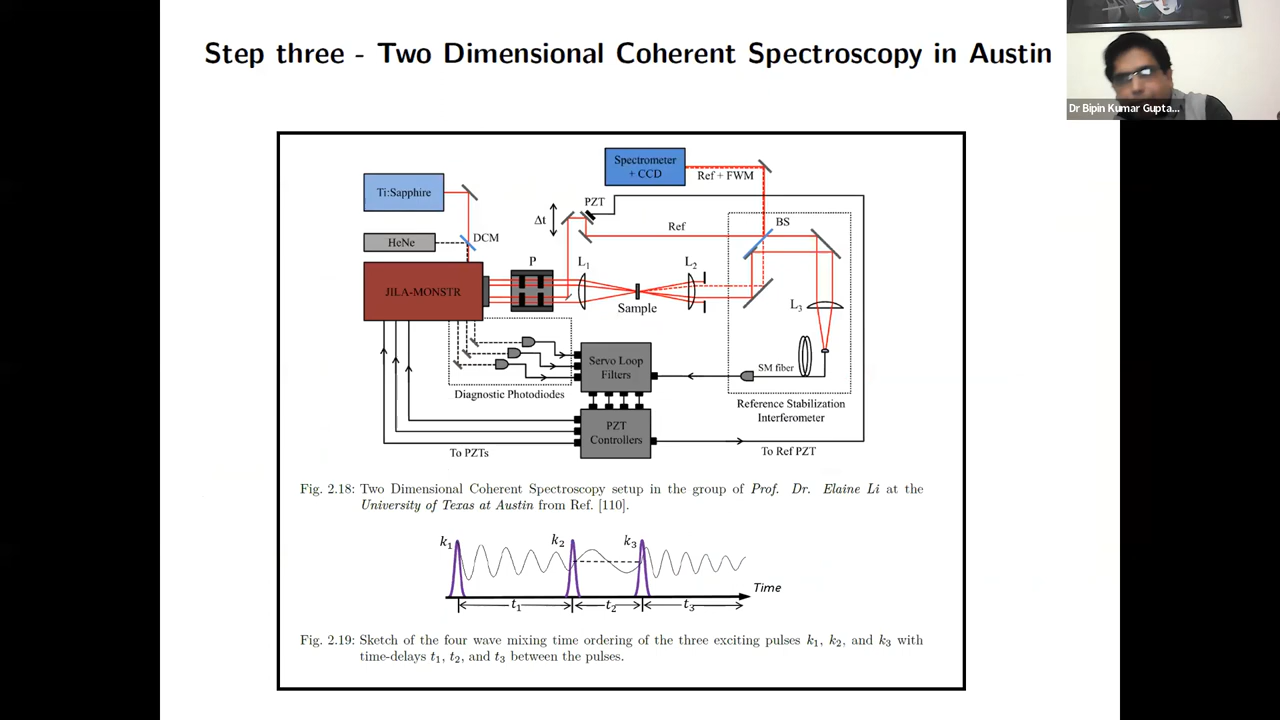 Step three - Two Dimensional Coherent Spectroscopy in Austin
Dr Bipin Kumar Gupta...
Spectrometer
+ CCD
Ref + FWM
Ti:Sapphire
PZT
Δt
BS
Ref
HeNe
DCM
P
L₁
L₂
JILA-MONSTR
Sample
L₃
Servo Loop
Filters
SM fiber
Diagnostic Photodiodes
Reference Stabilization
Interferometer
PZT
Controllers
To PZTs
To Ref PZT
Fig. 2.18: Two Dimensional Coherent Spectroscopy setup in the group of Prof. Dr. Elaine Li at the
University of Texas at Austin from Ref. [110].
k₁
k₂
k₃
Time
t₁
t₂
t₃
Fig. 2.19: Sketch of the four wave mixing time ordering of the three exciting pulses k₁, k₂, and k₃ with
time-delays t₁, t₂, and t₃ between the pulses.